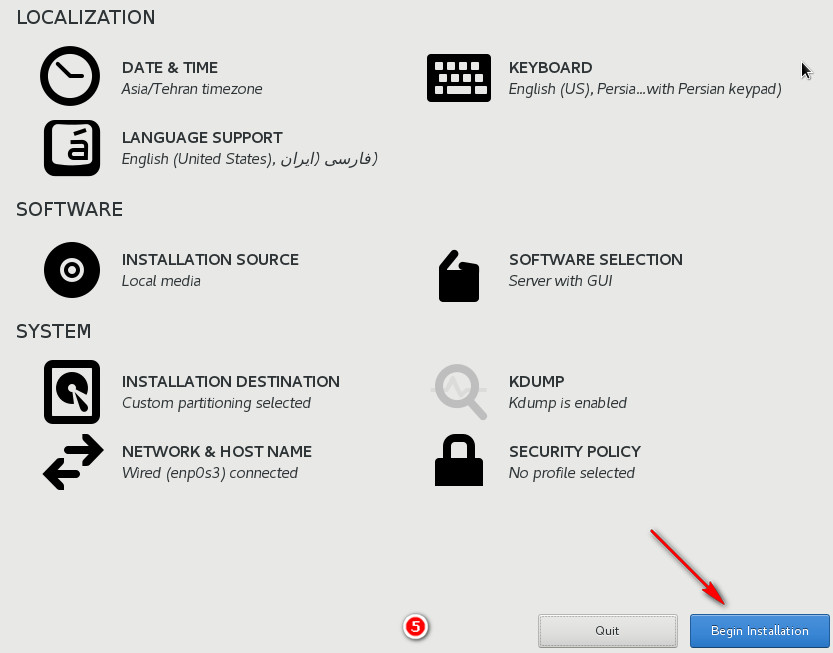 LOCALIZATION
DATE & TIME
Asia/Tehran timezone
KEYBOARD
English (US), Persia...with Persian keypad)
LANGUAGE SUPPORT
English (United States), فارسی (ایران)
SOFTWARE
INSTALLATION SOURCE
Local media
SOFTWARE SELECTION
Server with GUI
SYSTEM
INSTALLATION DESTINATION
Custom partitioning selected
KDUMP
Kdump is enabled
NETWORK & HOST NAME
Wired (enp0s3) connected
SECURITY POLICY
No profile selected
5
Quit
Begin Installation